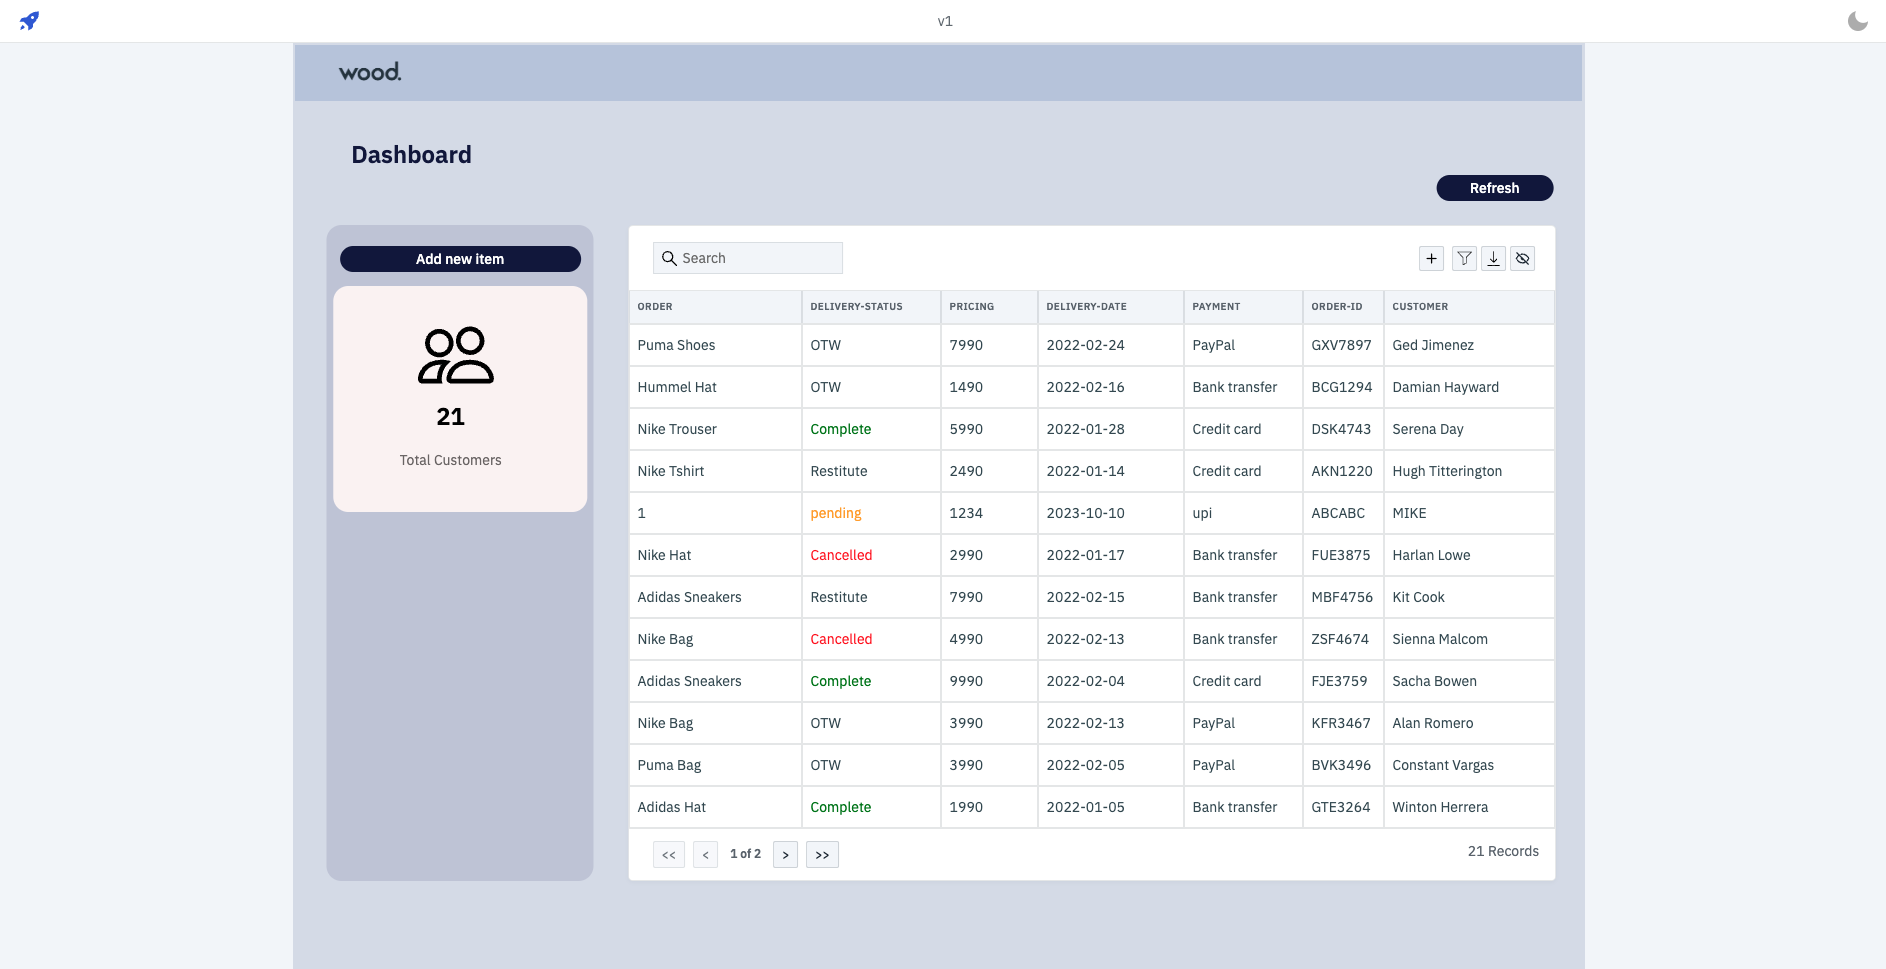 v1
wood.
Dashboard
Refresh
Add new item
21
Total Customers
Search
ORDER DELIVERY-STATUS PRICING DELIVERY-DATE PAYMENT ORDER-ID CUSTOMER
Puma Shoes OTW 7990 2022-02-24 PayPal GXV7897 Ged Jimenez
Hummel Hat OTW 1490 2022-02-16 Bank transfer BCG1294 Damian Hayward
Nike Trouser Complete 5990 2022-01-28 Credit card DSK4743 Serena Day
Nike Tshirt Restitute 2490 2022-01-14 Credit card AKN1220 Hugh Titterington
1 pending 1234 2023-10-10 upi ABCABC MIKE
Nike Hat Cancelled 2990 2022-01-17 Bank transfer FUE3875 Harlan Lowe
Adidas Sneakers Restitute 7990 2022-02-15 Bank transfer MBF4756 Kit Cook
Nike Bag Cancelled 4990 2022-02-13 Bank transfer ZSF4674 Sienna Malcom
Adidas Sneakers Complete 9990 2022-02-04 Credit card FJE3759 Sacha Bowen
Nike Bag OTW 3990 2022-02-13 PayPal KFR3467 Alan Romero
Puma Bag OTW 3990 2022-02-05 PayPal BVK3496 Constant Vargas
Adidas Hat Complete 1990 2022-01-05 Bank transfer GTE3264 Winton Herrera
<< < 1 of 2 > >> 21 Records